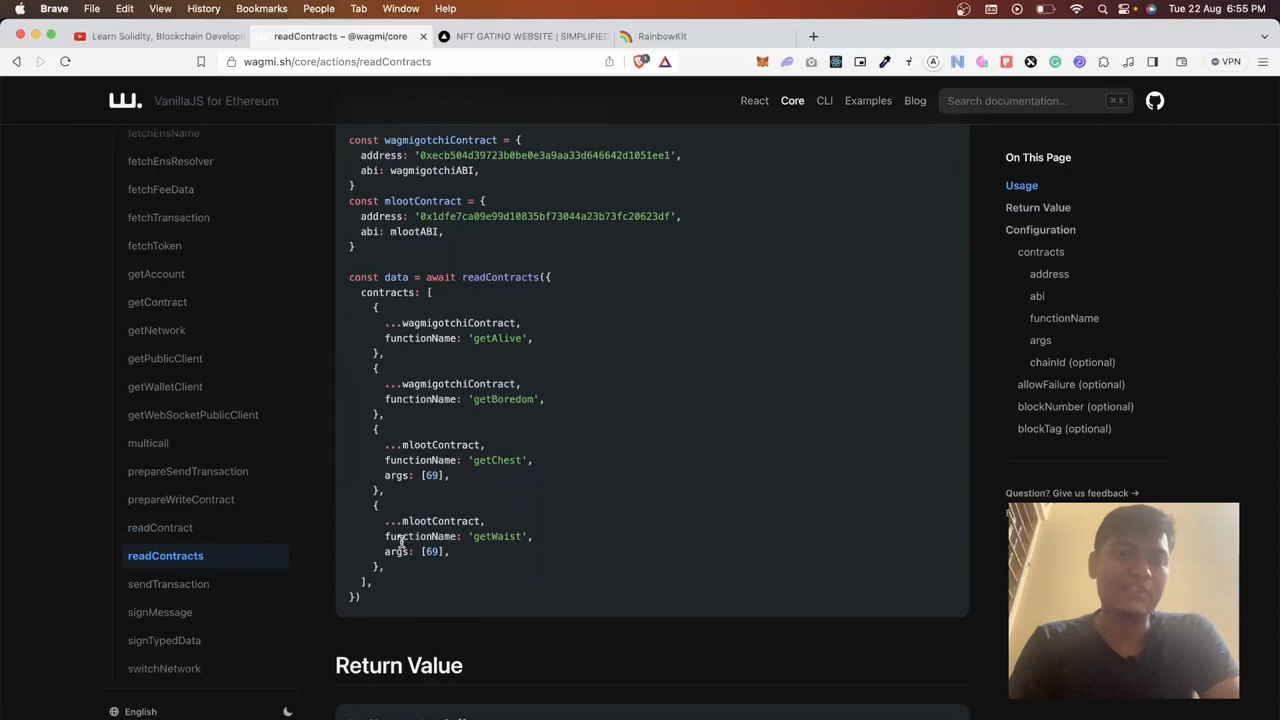 Brave File Edit View History Bookmarks People Tab Window Help Tue 22 Aug 6:55 PM
Learn Solidity, Blockchain Developm
readContracts – @wagmi/core
NFT GATING WEBSITE | SIMPLIFIED
RainbowKit
wagmi.sh/core/actions/readContracts
VPN
VanillaJS for Ethereum
React Core CLI Examples Blog
Search documentation... ⌘ K
fetchEnsName
fetchEnsResolver
fetchFeeData
fetchTransaction
fetchToken
getAccount
getContract
getNetwork
getPublicClient
getWalletClient
getWebSocketPublicClient
multicall
prepareSendTransaction
prepareWriteContract
readContract
readContracts
sendTransaction
signMessage
signTypedData
switchNetwork
English
const wagmigotchiContract = {
address: '0xecb504d39723b0be0e3a9aa33d646642d1051ee1',
abi: wagmigotchiABI,
}
const mlootContract = {
address: '0x1dfe7ca09e99d10835bf73044a23b73fc20623df',
abi: mlootABI,
}
const data = await readContracts({
contracts: [
{
...wagmigotchiContract,
functionName: 'getAlive',
},
{
...wagmigotchiContract,
functionName: 'getBoredom',
},
{
...mlootContract,
functionName: 'getChest',
args: [69],
},
{
...mlootContract,
functionName: 'getWaist',
args: [69],
},
],
})
Return Value
On This Page
Usage
Return Value
Configuration
contracts
address
abi
functionName
args
chainId (optional)
allowFailure (optional)
blockNumber (optional)
blockTag (optional)
Question? Give us feedback →